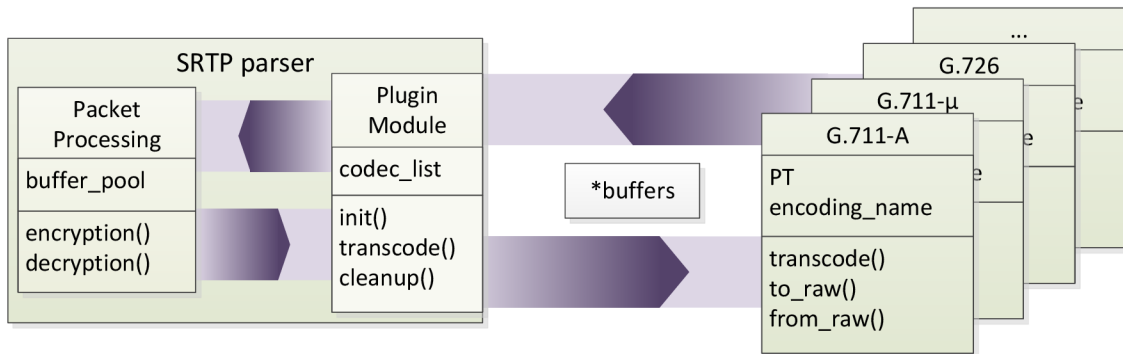 SRTP parser
Packet
Processing
buffer_pool
encryption()
decryption()
Plugin
Module
codec_list
init()
transcode()
cleanup()
*buffers
...
G.726
e
G.711-μ
e
G.711-A
PT
encoding_name
transcode()
to_raw()
from_raw()